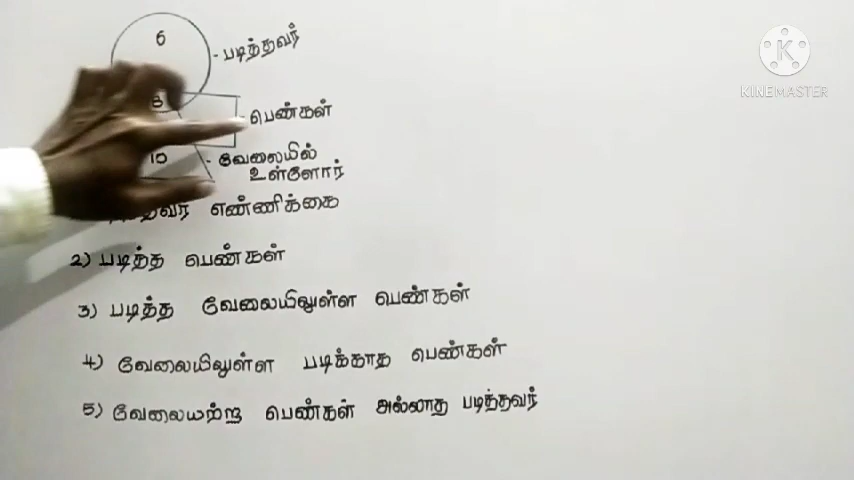 6
- படித்தவர்
8
- பெண்கள்
10 - வேலையில்
உள்ளோர்
எண்ணிக்கை
2) படித்த பெண்கள்
3) படித்த வேலையிலுள்ள பெண்கள்
4) வேலையிலுள்ள படிக்காத பெண்கள்
5) வேலையற்ற பெண்கள் அல்லாத படித்தவர்
K
KINEMASTER